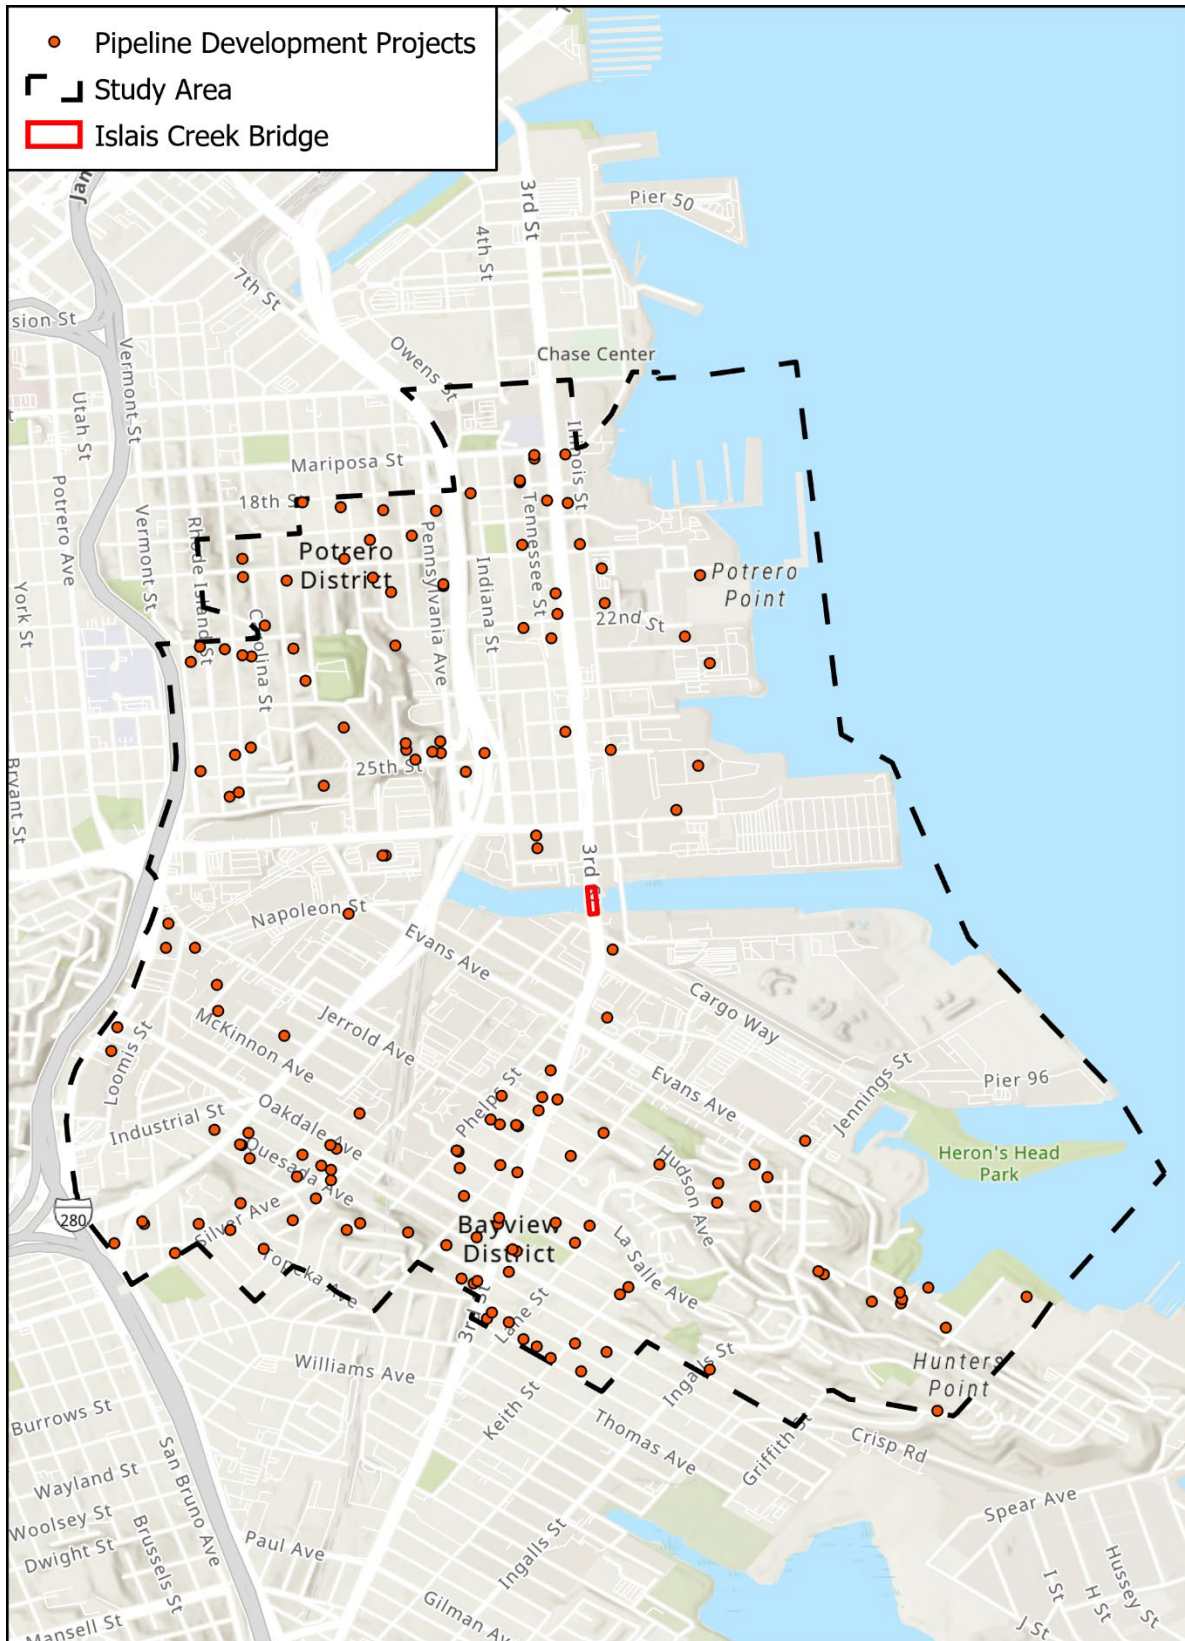 Pipeline Development Projects
Study Area
Islais Creek Bridge
Jan
3rd St
Pier 50
4th St
7th St
sion St
Vermont St
Owens St
Chase Center
Utah St
Mariposa St
Illinois St
18th St
Potrero Ave
Vermont St
Rhode Island St
Potrero
District
Pennsylvania Ave
Indiana St
Tennessee St
Potrero
Point
York St
22nd St
Carolina St
25th St
Bryant St
3rd St
Napoleon St
Evans Ave
Cargo Way
Jerrold Ave
McKinnon Ave
Loomis St
Evans Ave
Jennings St
Pier 96
Phelps St
Industrial St
Oakdale Ave
Quesada Ave
Hudson Ave
Heron's Head
Park
280
Silver Ave
Bayview
District
La Salle Ave
Topeka Ave
3rd St
Lane St
Williams Ave
Ingalls St
Hunters
Point
Keith St
Burrows St
Thomas Ave
Griffith St
Crisp Rd
San Bruno Ave
Wayland St
Spear Ave
Woolsey St
Dwight St
Brussels St
Paul Ave
Ingalls St
Hussey St
I St
H St
Gilman Ave
Mansell St
J St